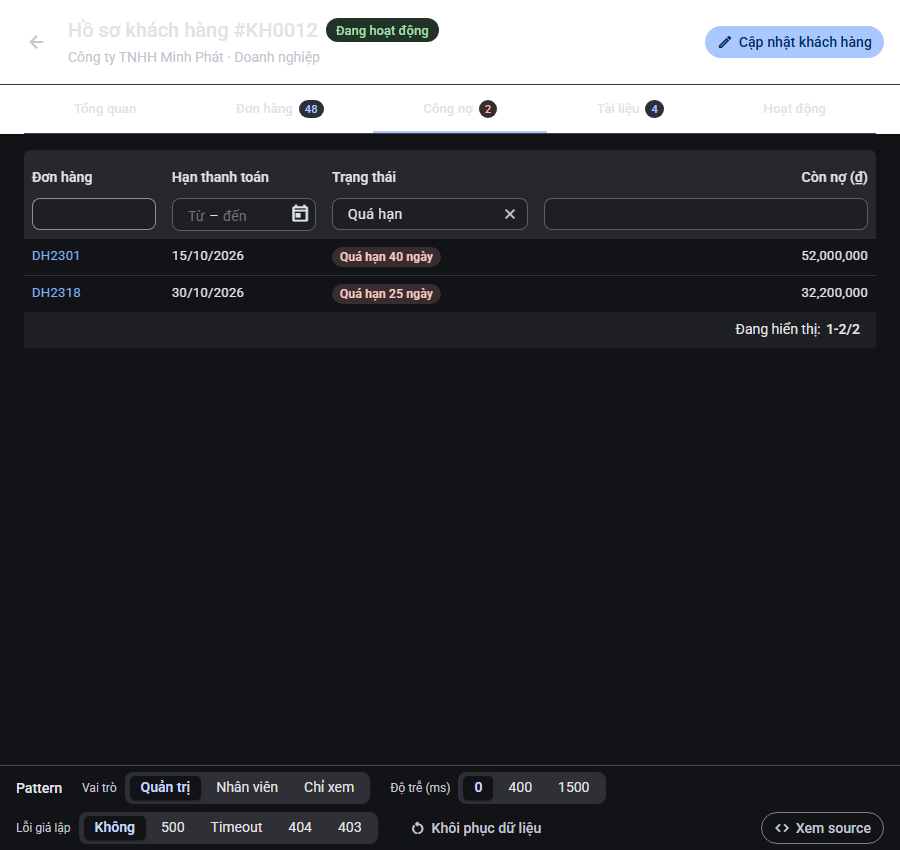 Hồ sơ khách hàng #KH0012 Đang hoạt động
Công ty TNHH Minh Phát · Doanh nghiệp
Cập nhật khách hàng
Tổng quan Đơn hàng 48 Công nợ 2 Tài liệu 4 Hoạt động
Đơn hàng Hạn thanh toán Trạng thái Còn nợ (₫)
Từ – đến Quá hạn
DH2301 15/10/2026 Quá hạn 40 ngày 52,000,000
DH2318 30/10/2026 Quá hạn 25 ngày 32,200,000
Đang hiển thị: 1-2/2
Pattern Vai trò Quản trị Nhân viên Chỉ xem Độ trễ (ms) 0 400 1500
Lỗi giả lập Không 500 Timeout 404 403 Khôi phục dữ liệu Xem source